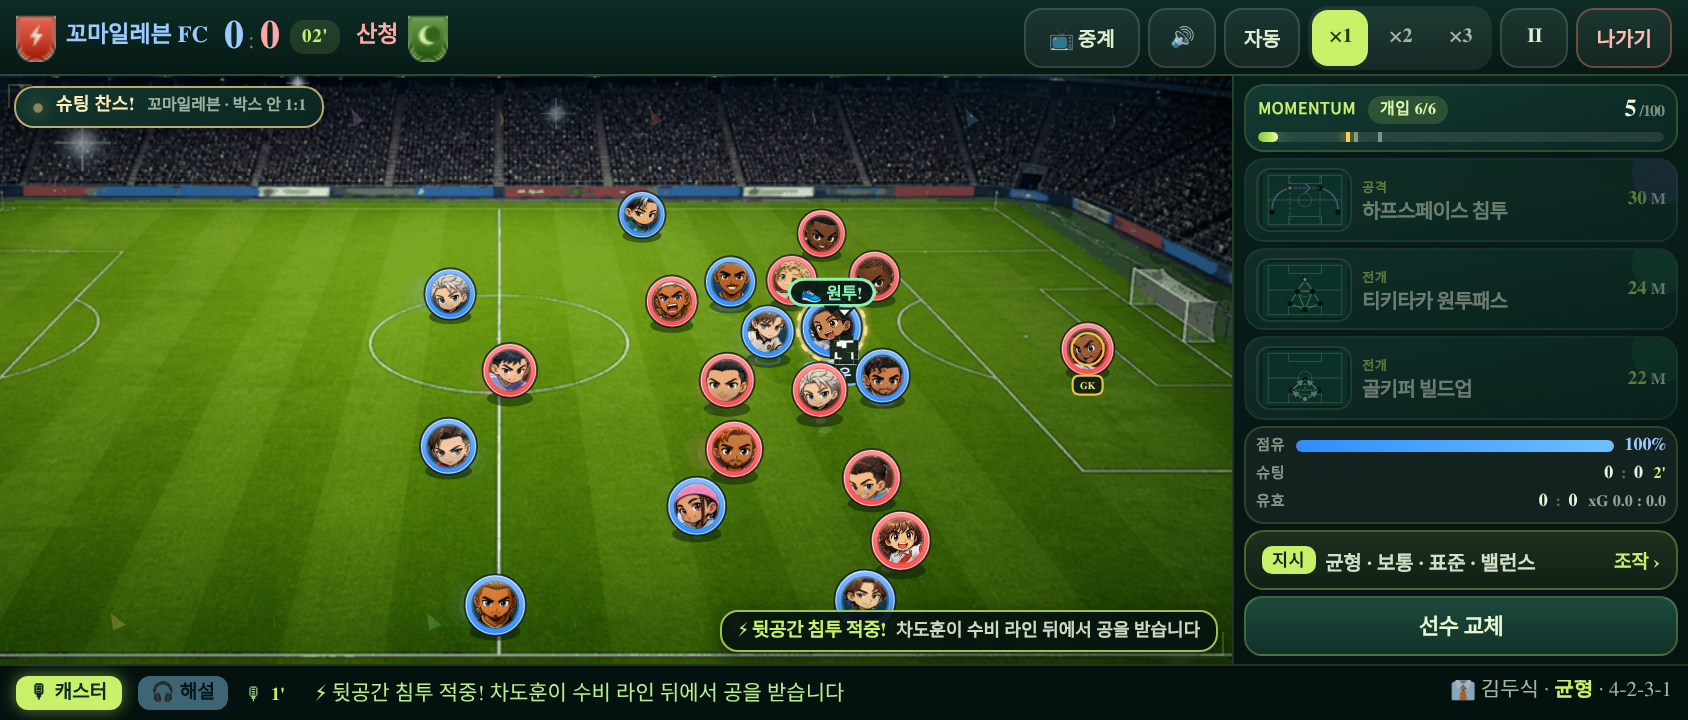 꼬마일레븐 FC 0 : 0 02' 산청
중계
자동
×1 ×2 ×3
II
나가기
슈팅 찬스! 꼬마일레븐 · 박스 안 1:1
MOMENTUM 개입 6/6 5 /100
공격
하프스페이스 침투
30 M
전개
티키타카 원투패스
24 M
전개
골키퍼 빌드업
22 M
원투!
우
GK
점유 100%
슈팅 0 : 0 2'
유효 0 : 0 xG 0.0 : 0.0
지시 균형 · 보통 · 표준 · 밸런스 조작 ›
선수 교체
⚡ 뒷공간 침투 적중! 차도훈이 수비 라인 뒤에서 공을 받습니다
캐스터 해설 1' ⚡ 뒷공간 침투 적중! 차도훈이 수비 라인 뒤에서 공을 받습니다
김두식 · 균형 · 4-2-3-1